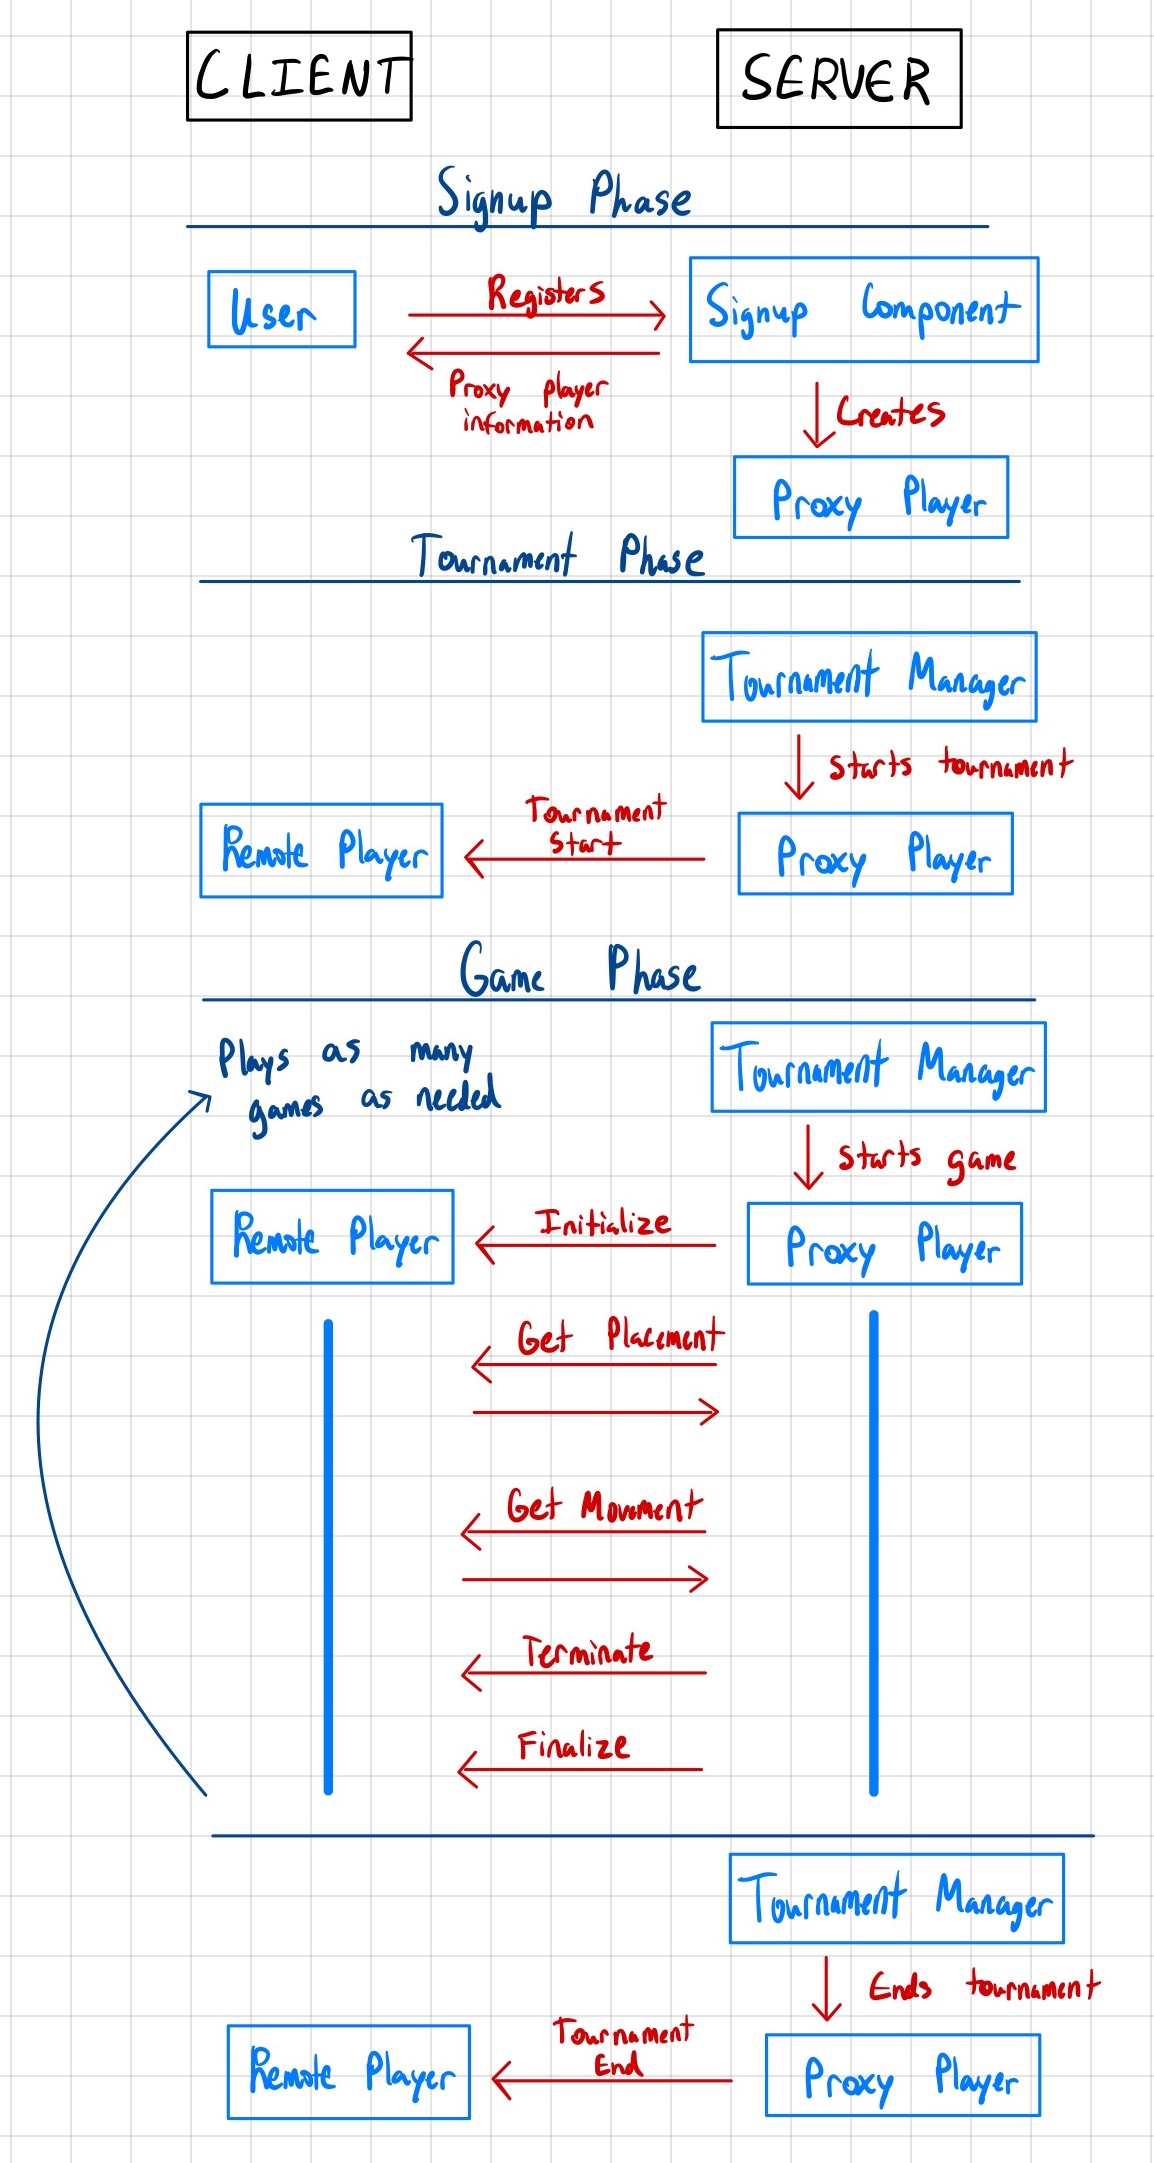 CLIENT
SERVER
Signup Phase
User
Registers
Signup Component
Proxy player
information
Creates
Proxy Player
Tournament Phase
Tournament Manager
Starts tournament
Remote Player
Tournament
Start
Proxy Player
Game Phase
Plays as many
games as needed
Tournament Manager
Starts game
Remote Player
Initialize
Proxy Player
Get Placement
Get Movement
Terminate
Finalize
Tournament Manager
Ends tournament
Remote Player
Tournament
End
Proxy Player